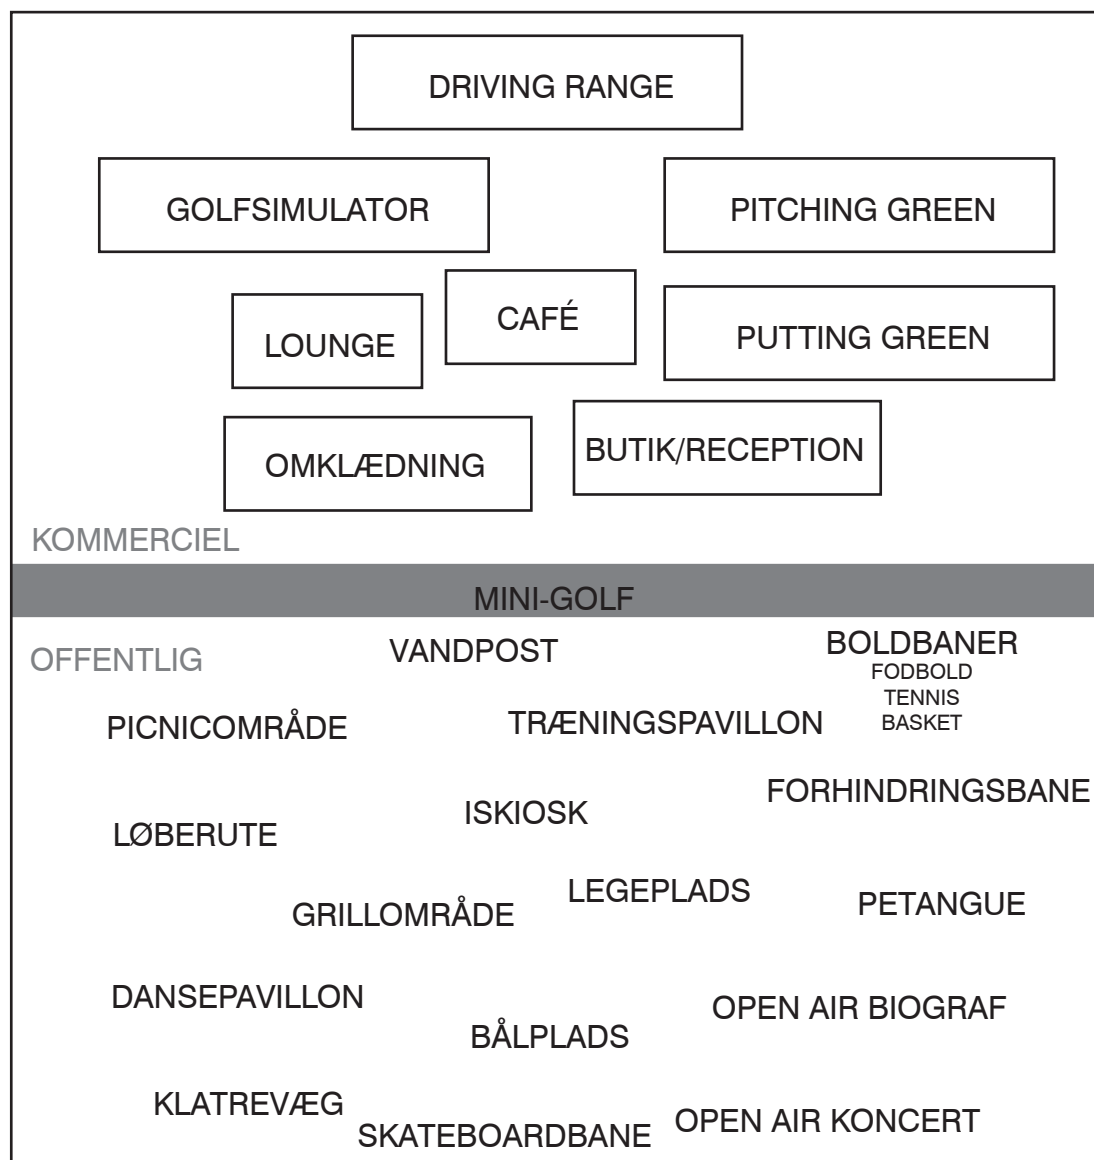 DRIVING RANGE
GOLFSIMULATOR
PITCHING GREEN
CAFÉ
LOUNGE
PUTTING GREEN
OMKLÆDNING
BUTIK/RECEPTION
KOMMERCIEL
MINI-GOLF
OFFENTLIG
VANDPOST
BOLDBANER
FODBOLD
TENNIS
BASKET
PICNICOMRÅDE
TRÆNINGSPAVILLON
FORHINDRINGSBANE
ISKIOSK
LØBERUTE
LEGEPLADS
PETANGUE
GRILLOMRÅDE
DANSEPAVILLON
OPEN AIR BIOGRAF
BÅLPLADS
KLATREVÆG
SKATEBOARDBANE
OPEN AIR KONCERT